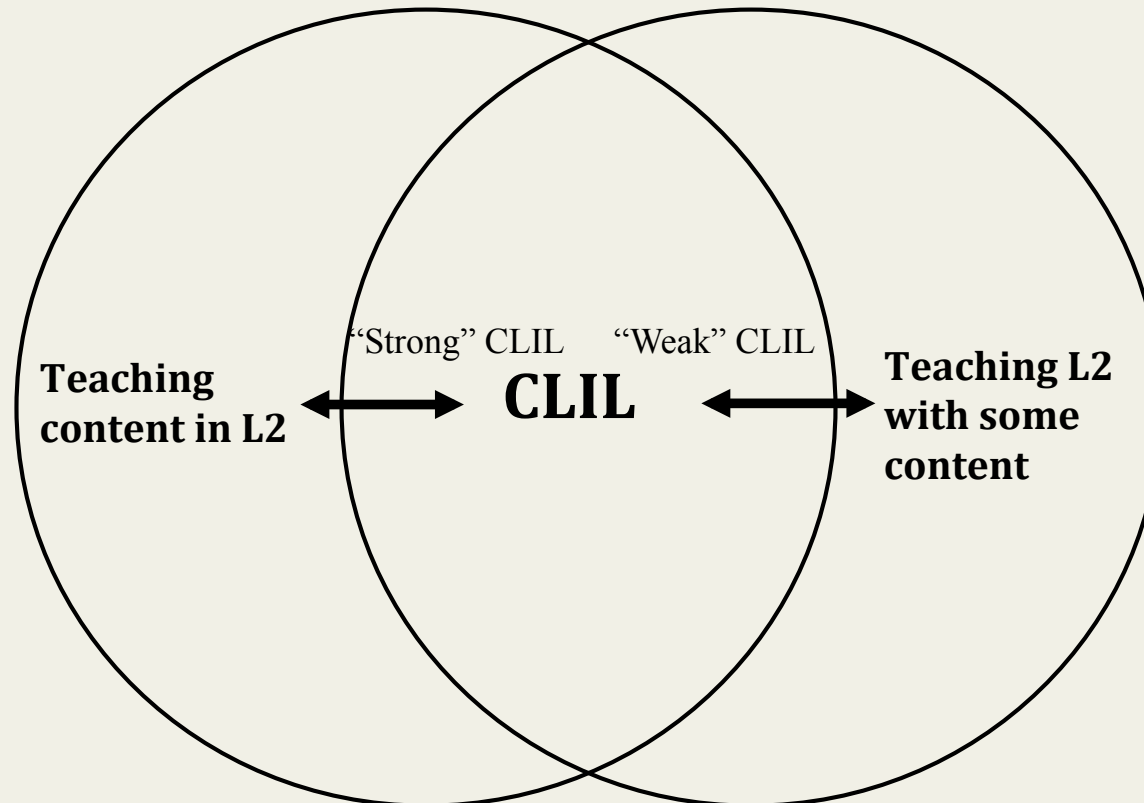 “Strong” CLIL
“Weak” CLIL
Teaching
content in L2
CLIL
Teaching L2
with some
content